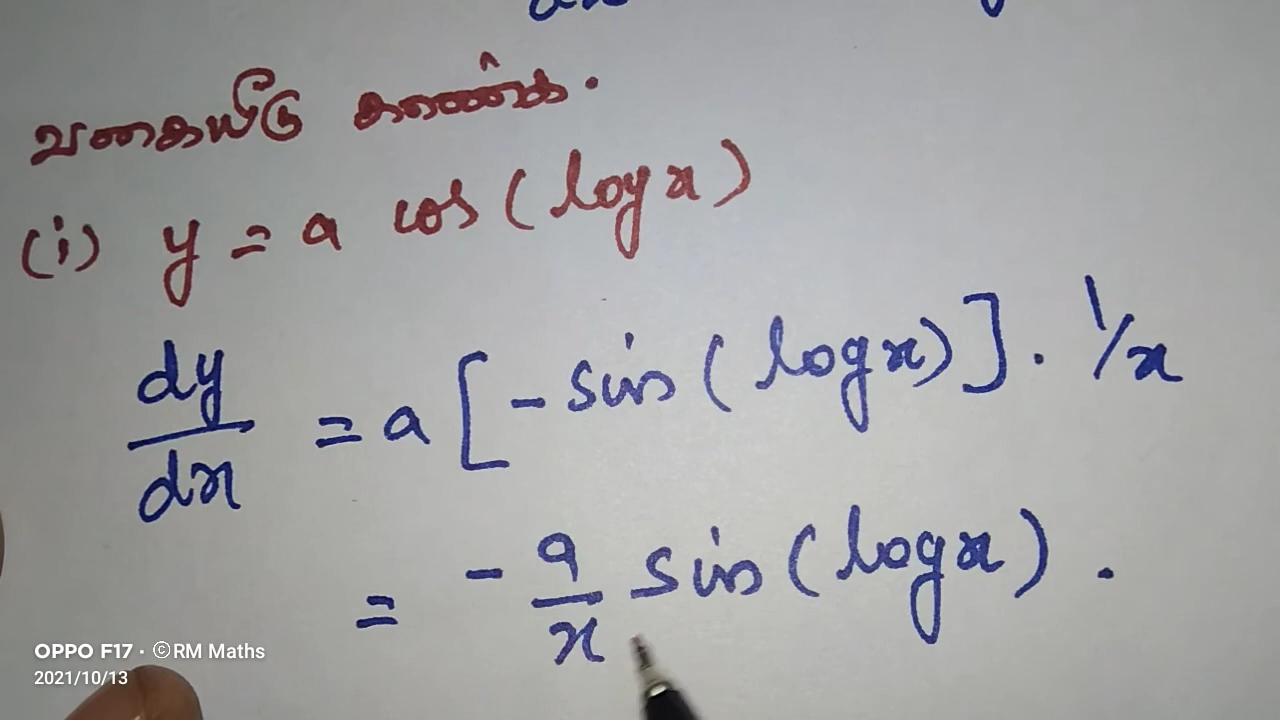 வகையீடு காண்க.
(i) y = a cos (log x)
dy/dx = a [- sin (log x)] . 1/x
= - a/x sin (log x) .
OPPO F17 · ©RM Maths
2021/10/13